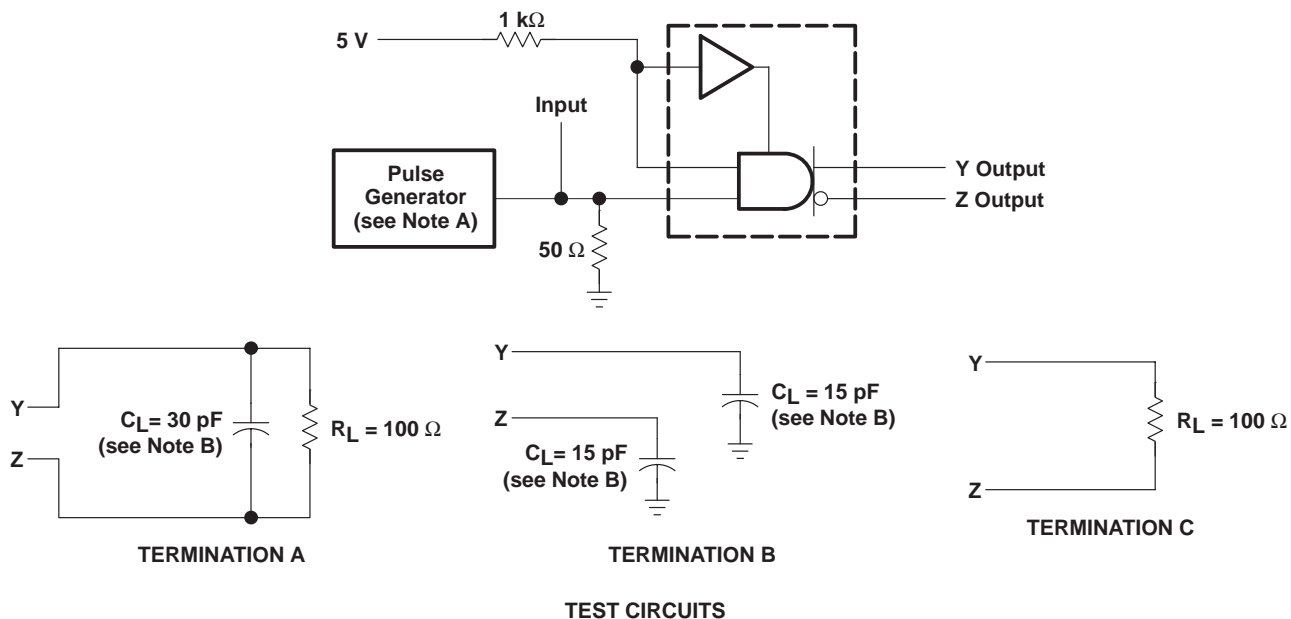 1 kΩ
5 V
Input
Pulse
Generator
(see Note A)
50 Ω
Y Output
Z Output
Y
Z
CL= 30 pF
(see Note B)
RL = 100 Ω
TERMINATION A
Y
Z
CL = 15 pF
(see Note B)
CL= 15 pF
(see Note B)
TERMINATION B
Y
Z
RL = 100 Ω
TERMINATION C
TEST CIRCUITS